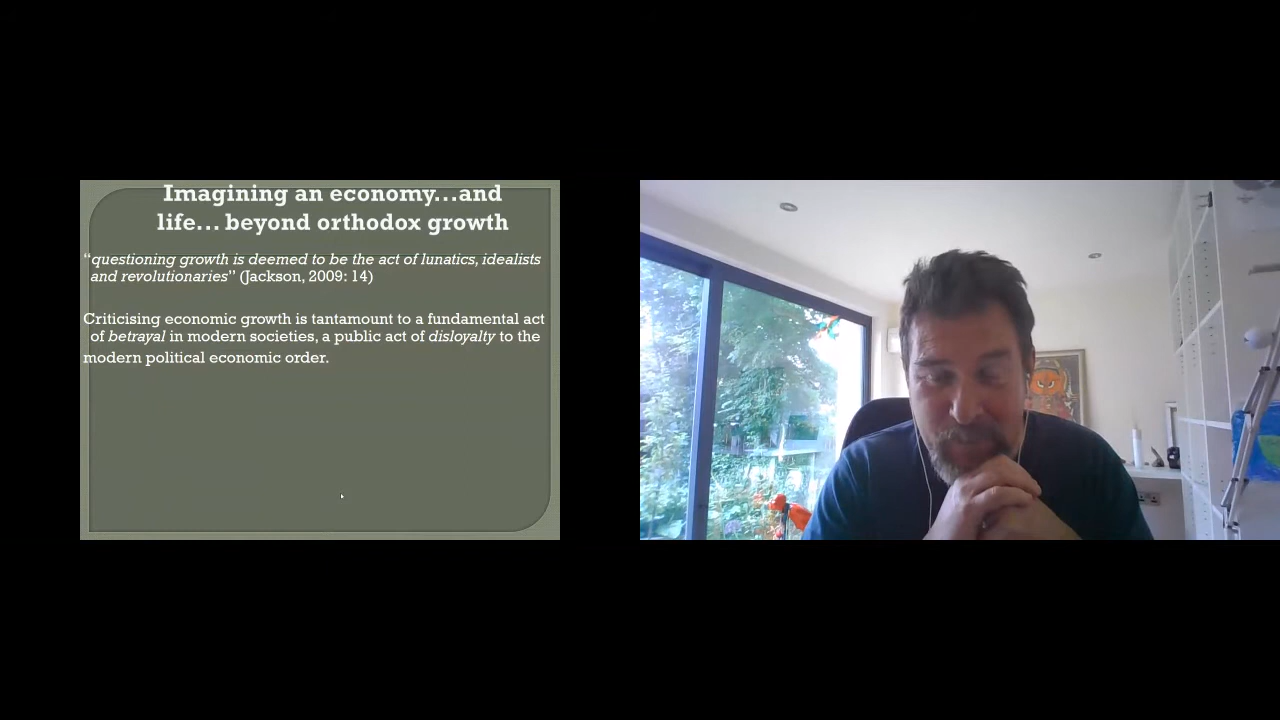 Imagining an economy...and
life... beyond orthodox growth
“questioning growth is deemed to be the act of lunatics, idealists
and revolutionaries” (Jackson, 2009: 14)
Criticising economic growth is tantamount to a fundamental act
of betrayal in modern societies, a public act of disloyalty to the
modern political economic order.